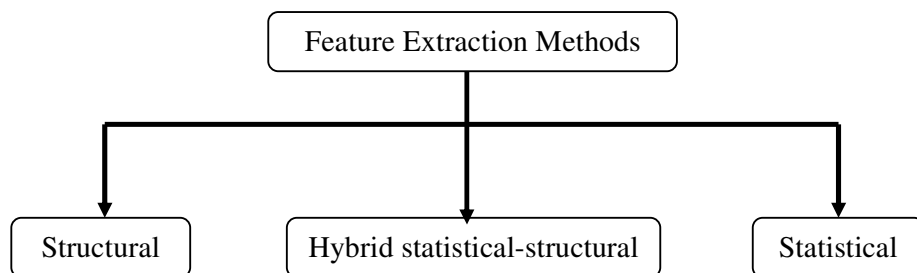 Feature Extraction Methods
Structural
Hybrid statistical-structural
Statistical